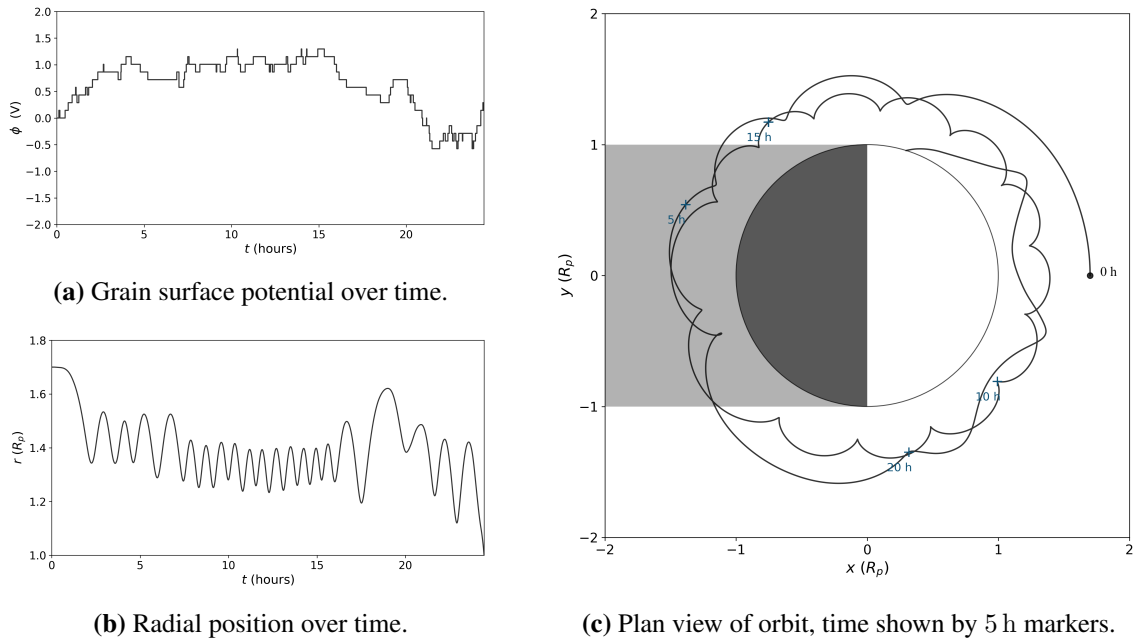 2.0
1.5
1.0
0.5
0.0
−0.5
−1.0
−1.5
−2.0
ϕ (V)
0 5 10 15 20
t (hours)
(a) Grain surface potential over time.
1.8
1.6
1.4
1.2
1.0
r (Rₚ)
0 5 10 15 20
t (hours)
(b) Radial position over time.
2
1
0
−1
−2
y (Rₚ)
15 h
5 h
0 h
10 h
20 h
−2 −1 0 1 2
x (Rₚ)
(c) Plan view of orbit, time shown by 5 h markers.